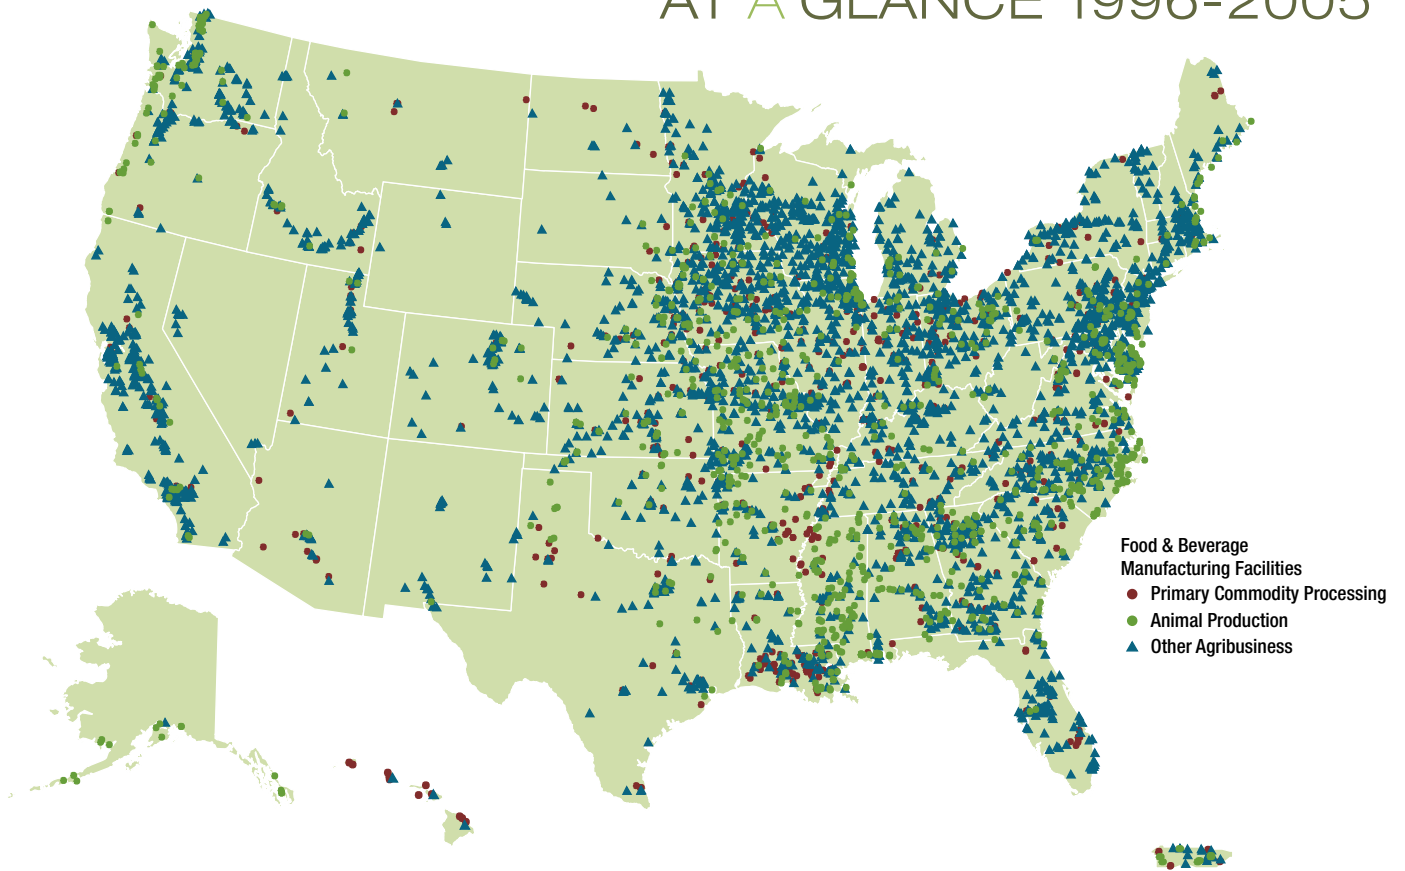 AT A GLANCE 1996-2005
Food & Beverage
Manufacturing Facilities
Primary Commodity Processing
Animal Production
Other Agribusiness